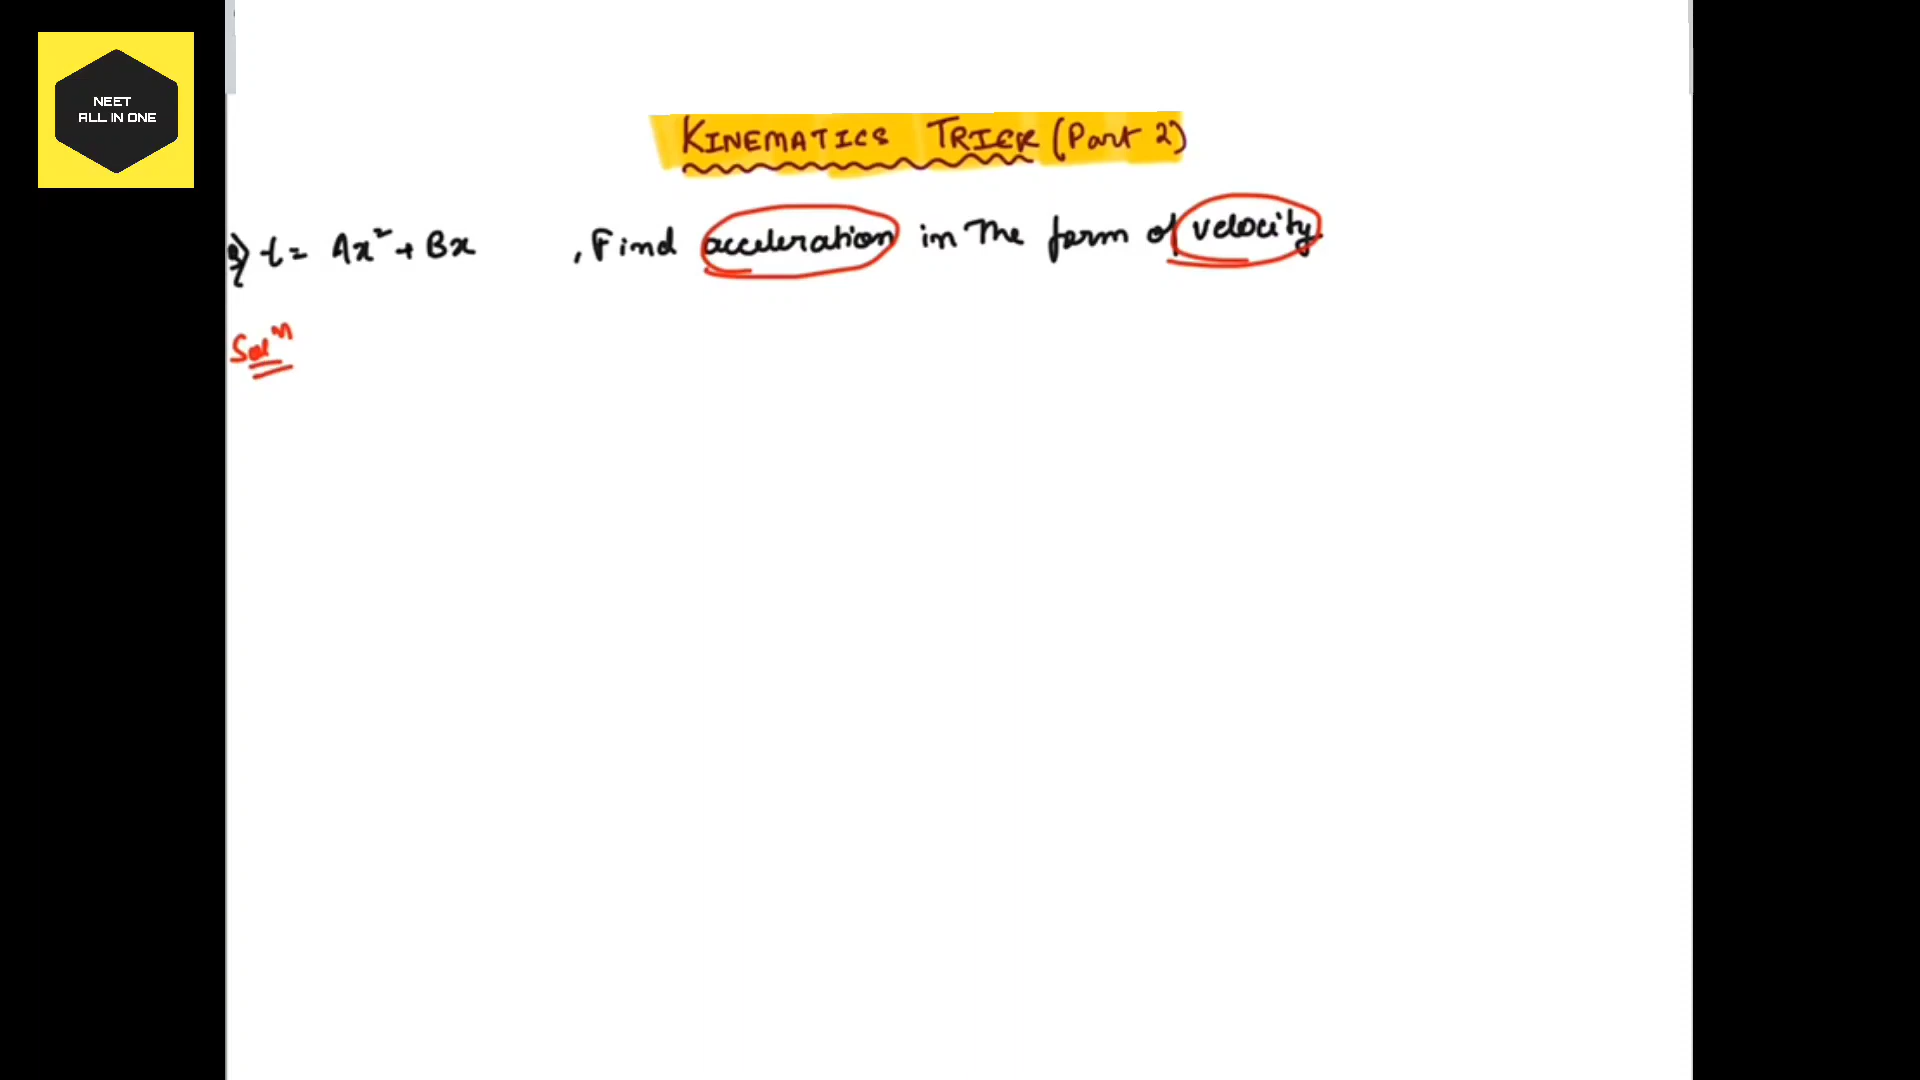 NEET
ALL IN ONE
KINEMATICS TRICK (Part 2)
Q) t = Ax² + Bx , Find acceleration in the form of velocity.
Solⁿ